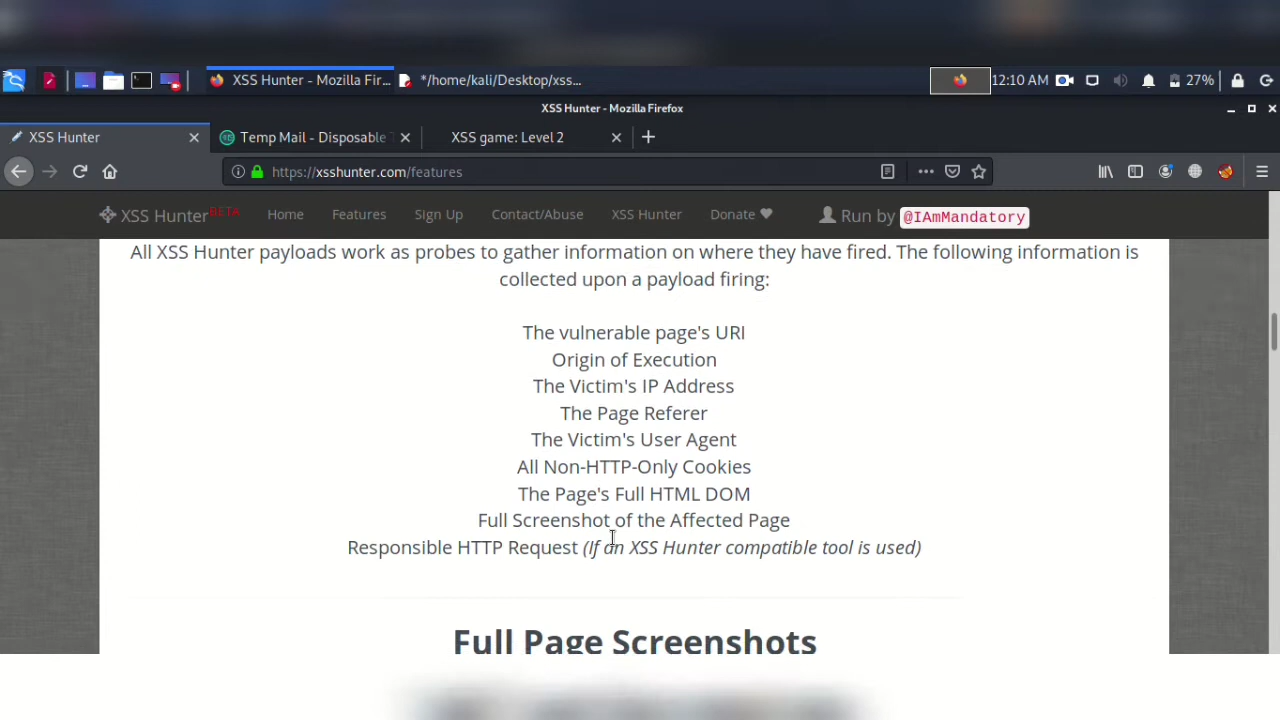 XSS Hunter - Mozilla Fir...
*/home/kali/Desktop/xss...
12:10 AM
27%
XSS Hunter - Mozilla Firefox
XSS Hunter
Temp Mail - Disposable
XSS game: Level 2
https://xsshunter.com/features
XSS Hunter BETA
Home
Features
Sign Up
Contact/Abuse
XSS Hunter
Donate
Run by @IAmMandatory
All XSS Hunter payloads work as probes to gather information on where they have fired. The following information is
collected upon a payload firing:
The vulnerable page's URI
Origin of Execution
The Victim's IP Address
The Page Referer
The Victim's User Agent
All Non-HTTP-Only Cookies
The Page's Full HTML DOM
Full Screenshot of the Affected Page
Responsible HTTP Request (If an XSS Hunter compatible tool is used)
Full Page Screenshots